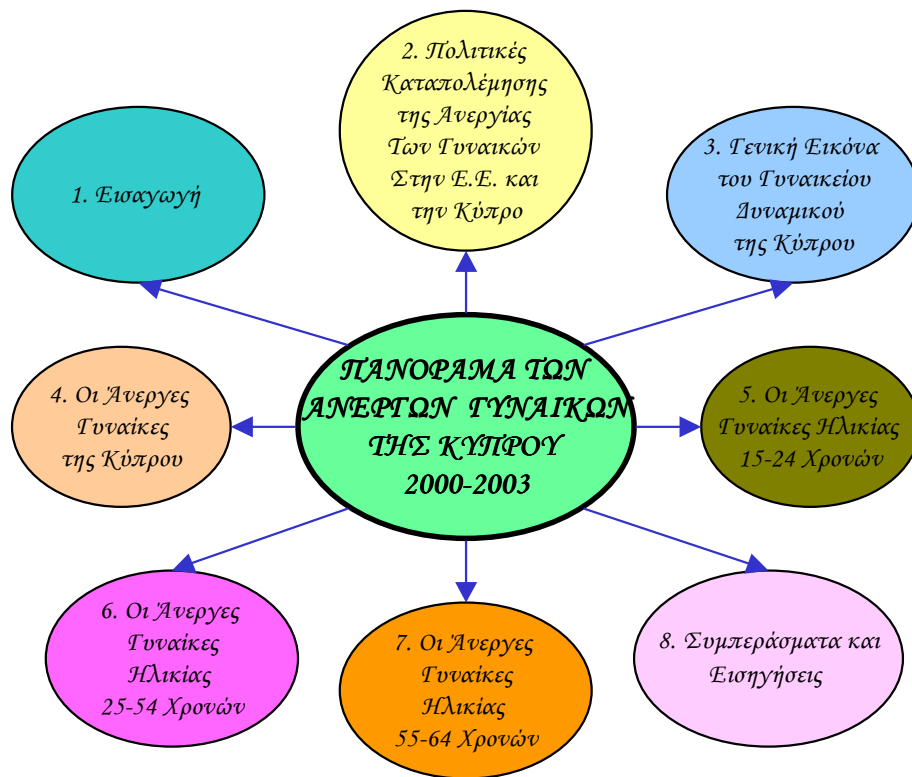 2. Πολιτικές
Καταπολέμησης
της Ανεργίας
Των Γυναικών
Στην Ε.Ε. και
την Κύπρο
1. Εισαγωγή
3. Γενική Εικόνα
του Γυναικείου
Δυναμικού
της Κύπρου
ΠΑΝΟΡΑΜΑ ΤΩΝ
ΑΝΕΡΓΩΝ ΓΥΝΑΙΚΩΝ
ΤΗΣ ΚΥΠΡΟΥ
2000-2003
4. Οι Άνεργες
Γυναίκες
της Κύπρου
5. Οι Άνεργες
Γυναίκες Ηλικίας
15-24 Χρονών
6. Οι Άνεργες
Γυναίκες
Ηλικίας
25-54 Χρονών
7. Οι Άνεργες
Γυναίκες
Ηλικίας
55-64 Χρονών
8. Συμπεράσματα και
Εισηγήσεις